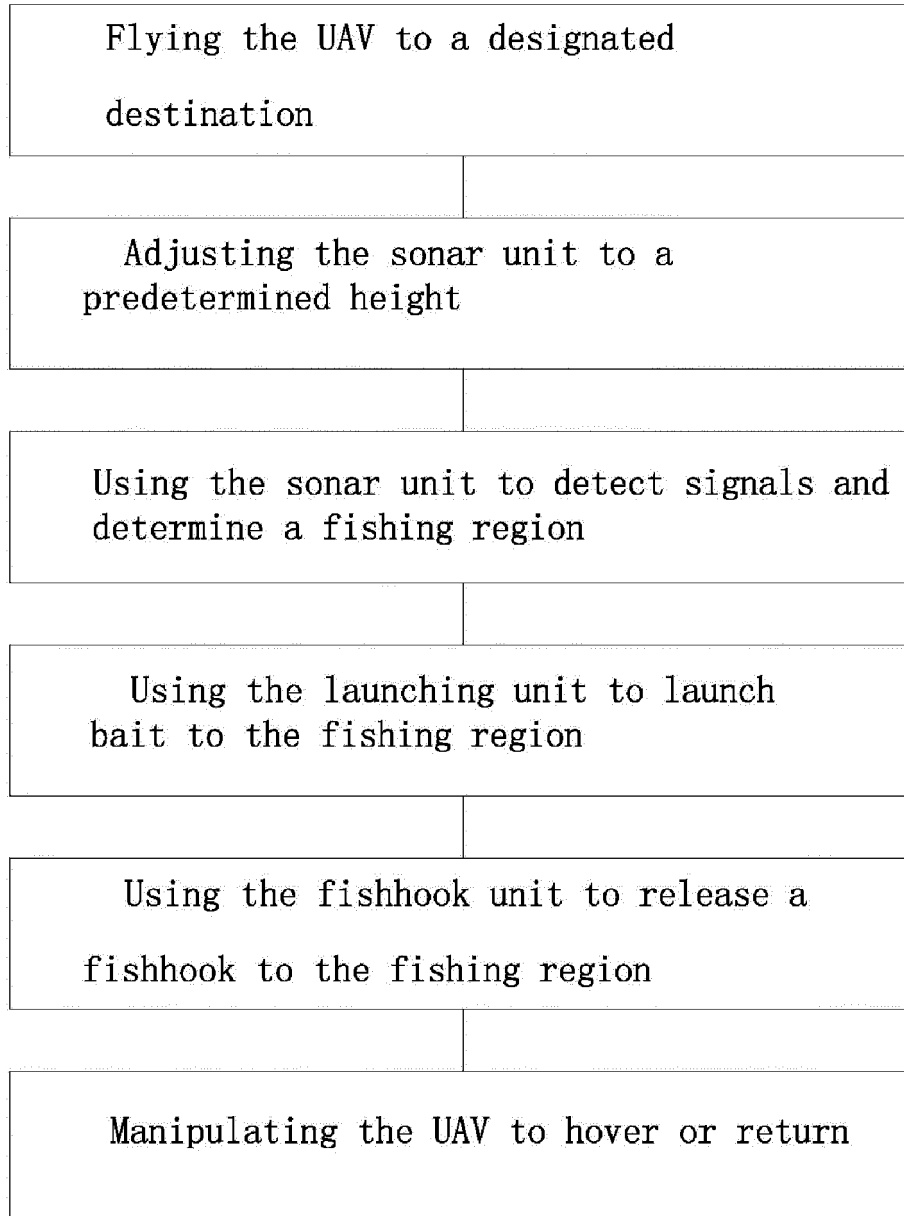 Flying the UAV to a designated
destination
Adjusting the sonar unit to a
predetermined height
Using the sonar unit to detect signals and
determine a fishing region
Using the launching unit to launch
bait to the fishing region
Using the fishhook unit to release a
fishhook to the fishing region
Manipulating the UAV to hover or return